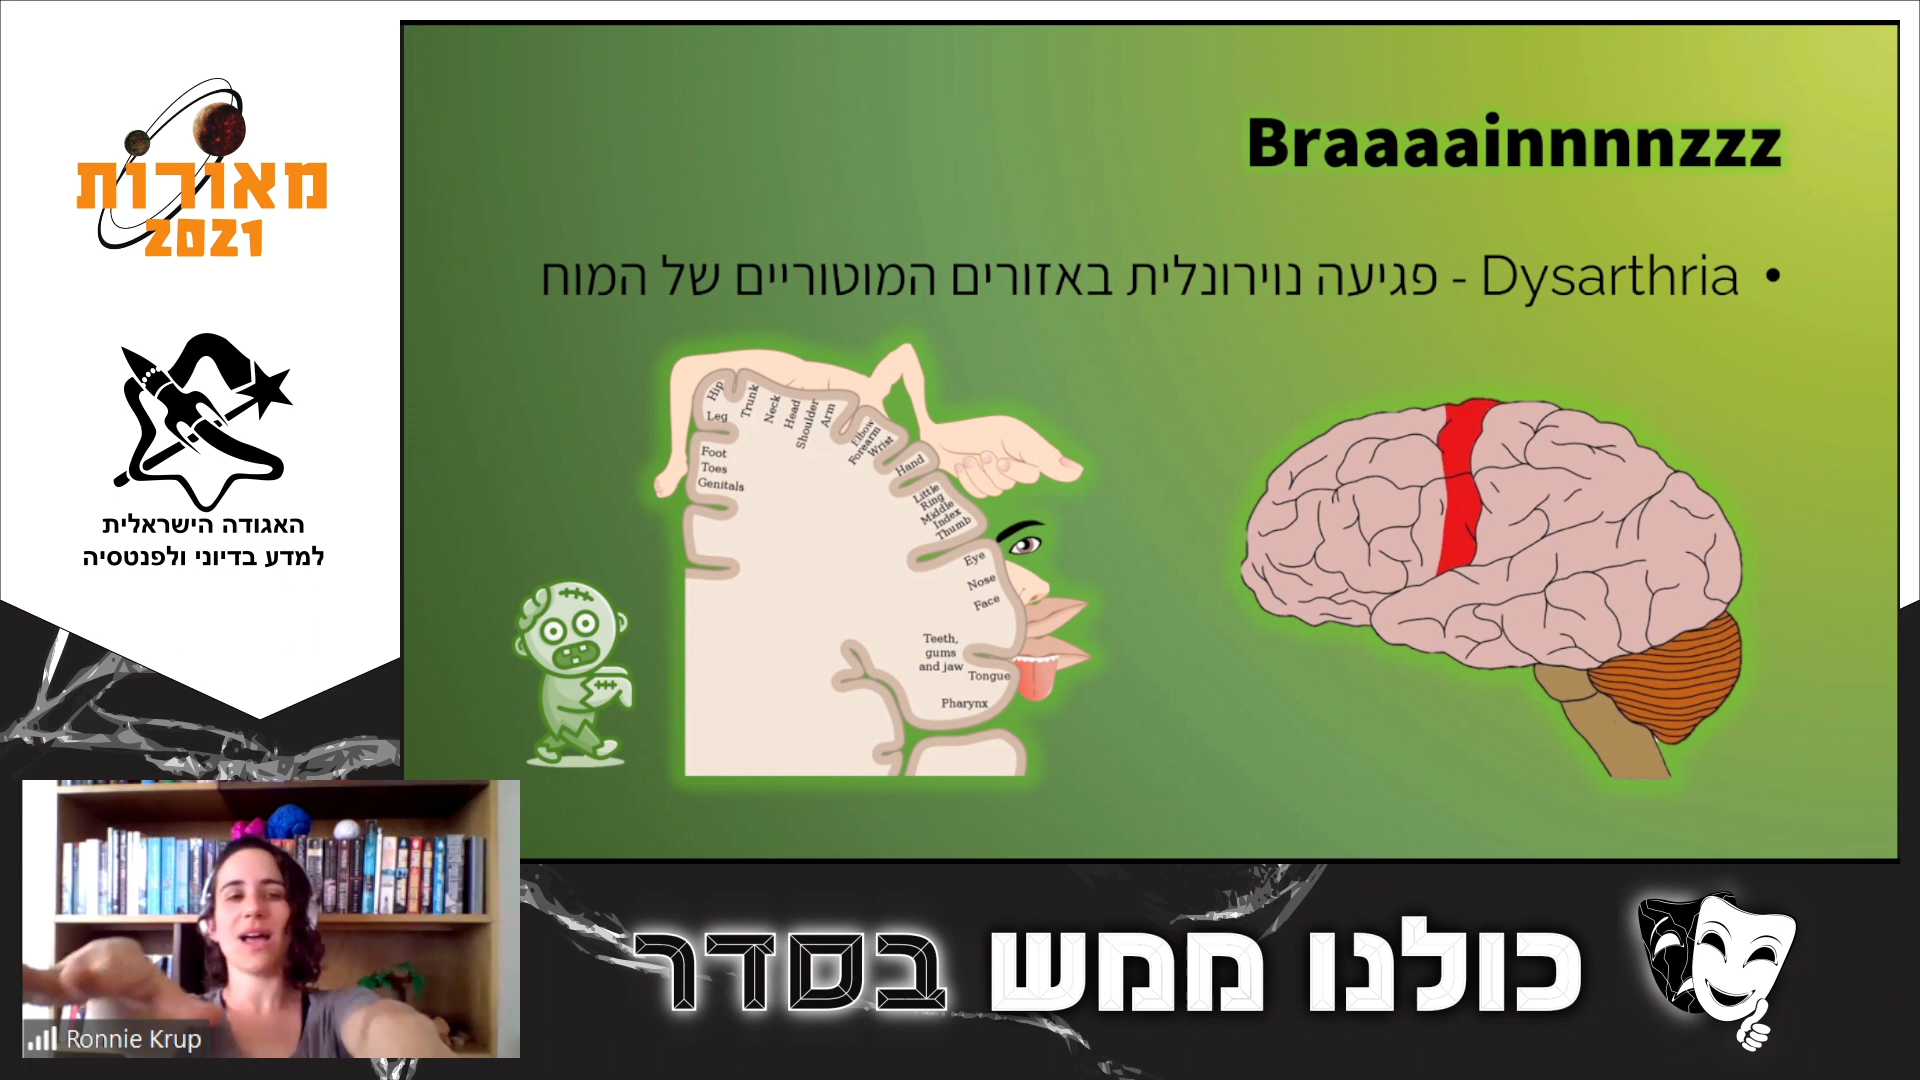 מאורות
2021
האגודה הישראלית
למדע בדיוני ולפנטסיה
Braaaainnnnzzz
• Dysarthria - פגיעה נוירונלית באזורים המוטוריים של המוח
Hip
Trunk
Neck
Head
Shoulder
Arm
Elbow
Forearm
Wrist
Hand
Little
Ring
Middle
Index
Thumb
Eye
Nose
Face
Teeth,
gums
and jaw
Tongue
Pharynx
Leg
Foot
Toes
Genitals
Ronnie Krup
כולנו ממש בסדר